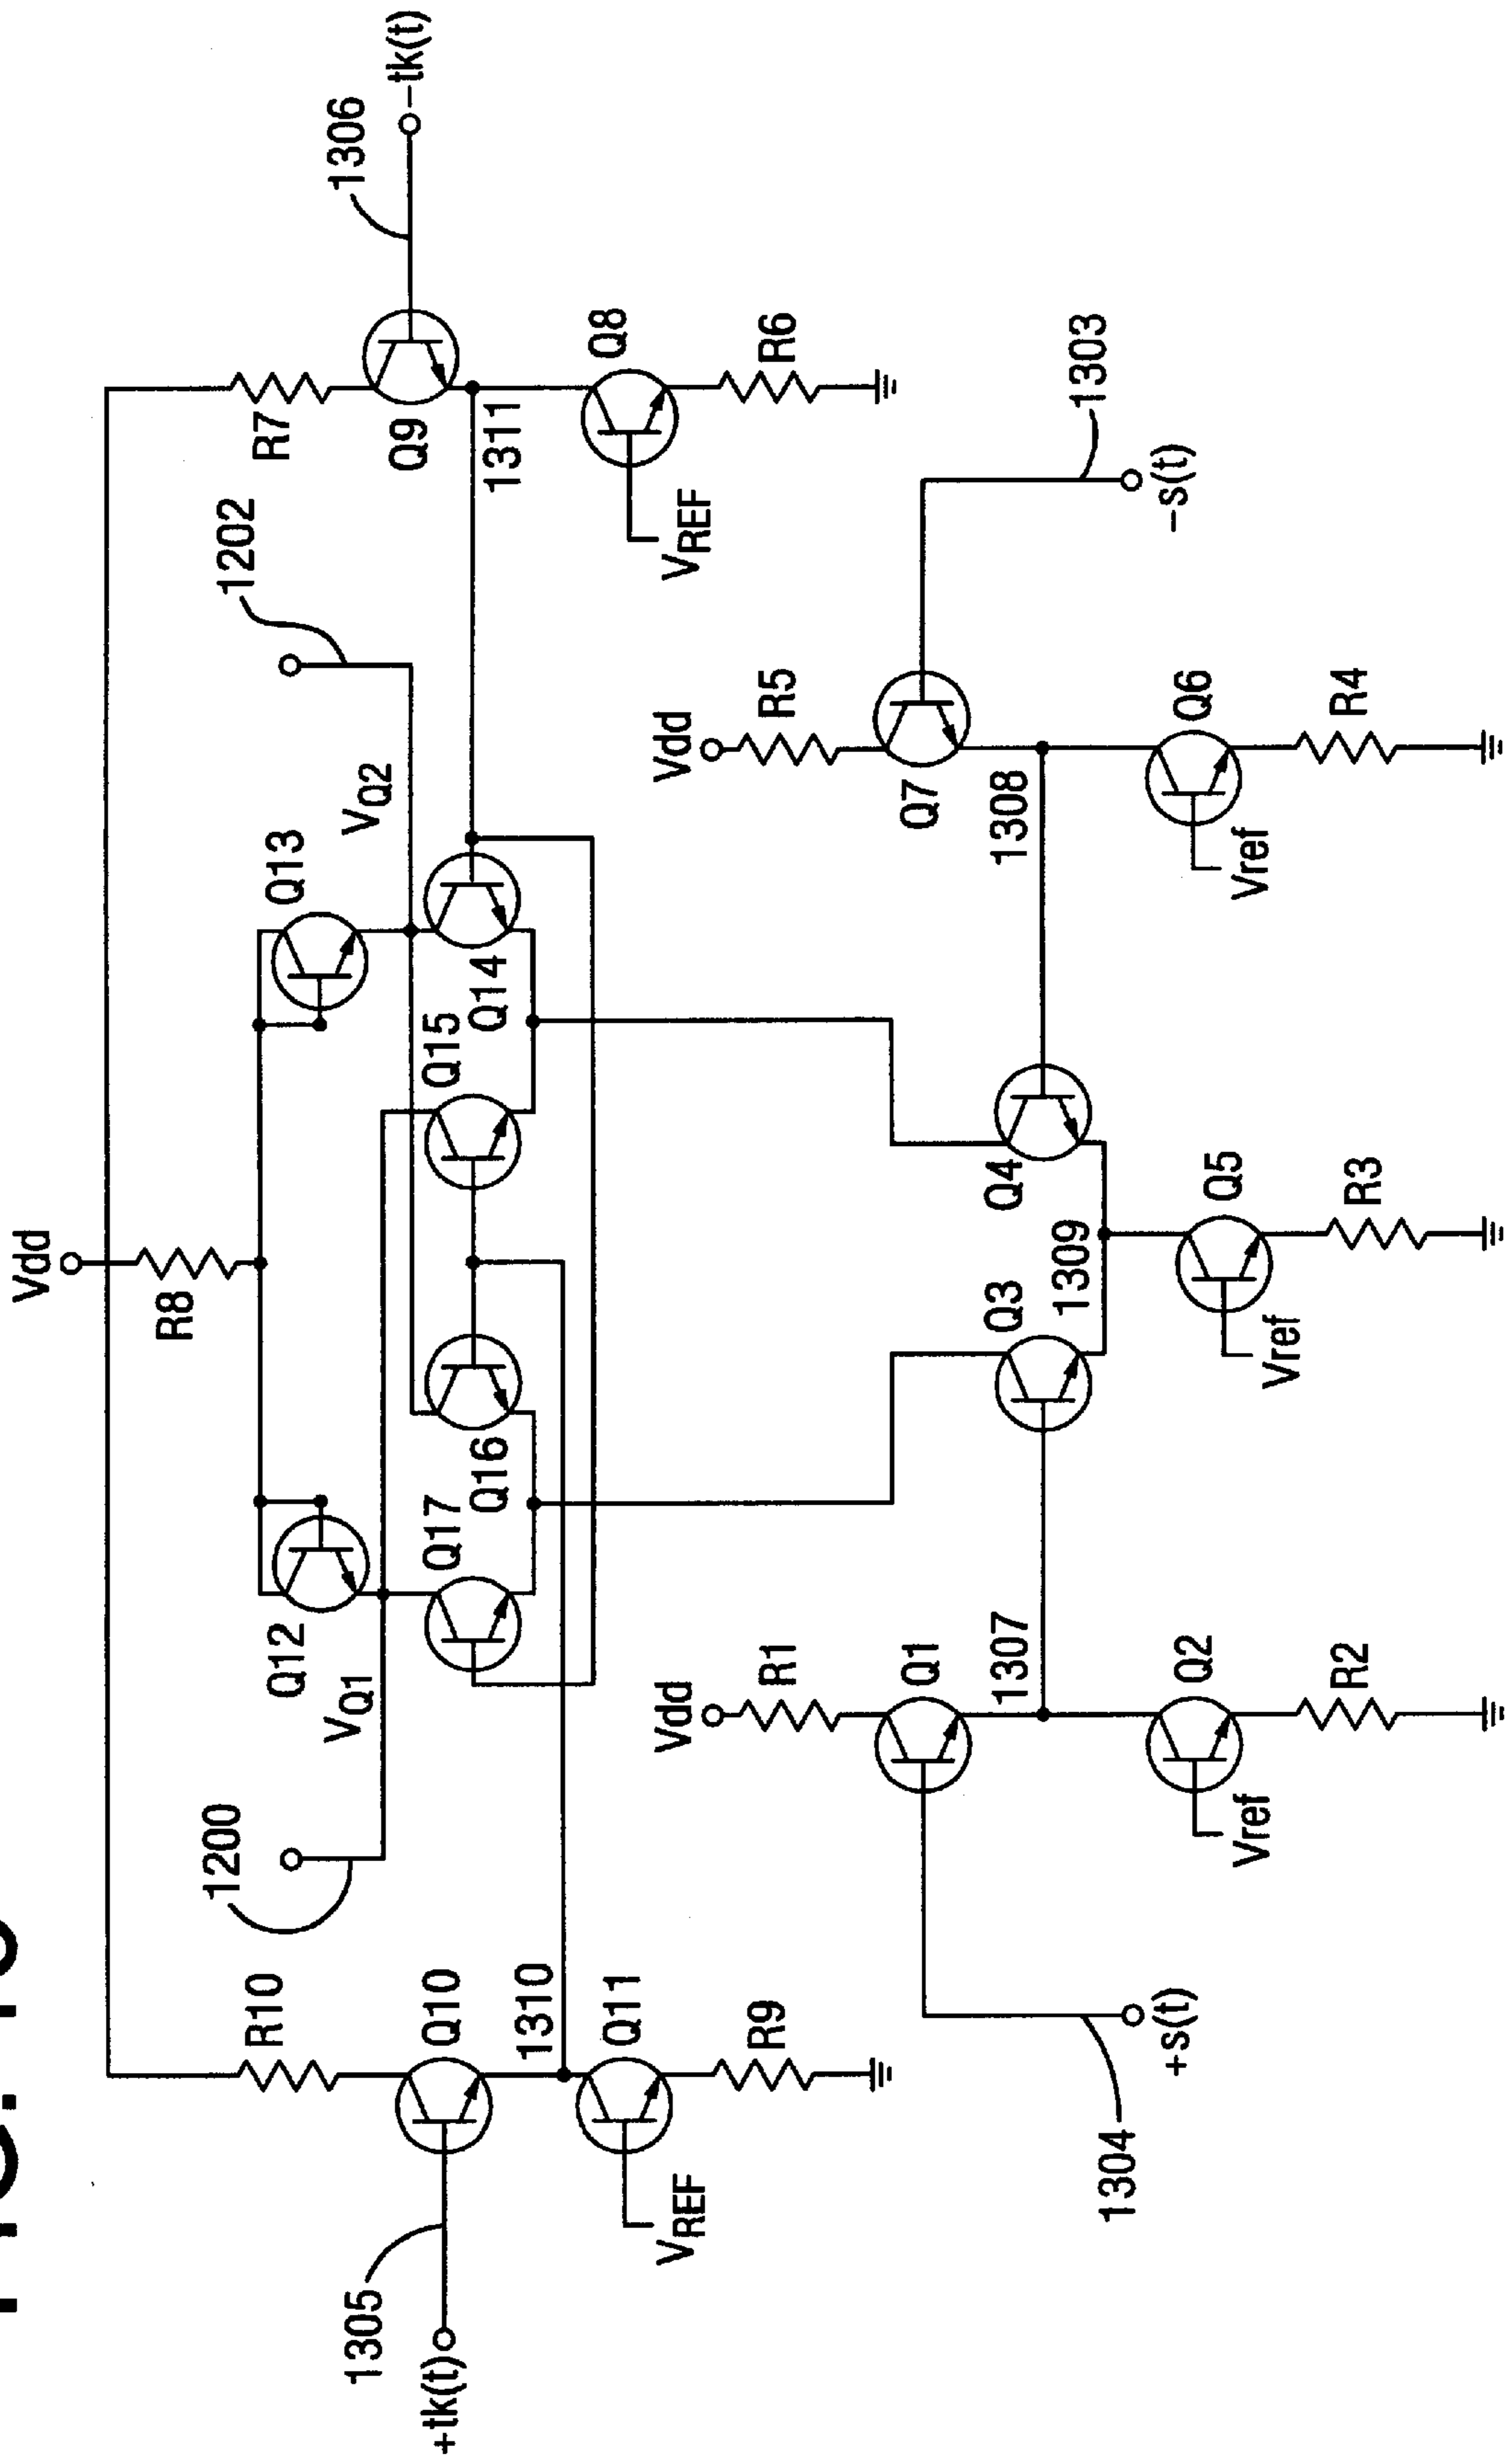 Vdd
R8
R10
R7
1306
-tk(t)
1200
1202
Q12
Q13
VQ1
VQ2
1305
+tk(t)
Q10
Q17
Q16
Q15
Q14
Q9
1310
1311
Q11
Q8
VREF
VREF
R9
R6
Vdd
R1
Vdd
R5
Q1
Q7
1307
1308
Q3
Q4
1309
1303
-s(t)
1304
+s(t)
Q2
Q5
Q6
Vref
Vref
Vref
R2
R3
R4